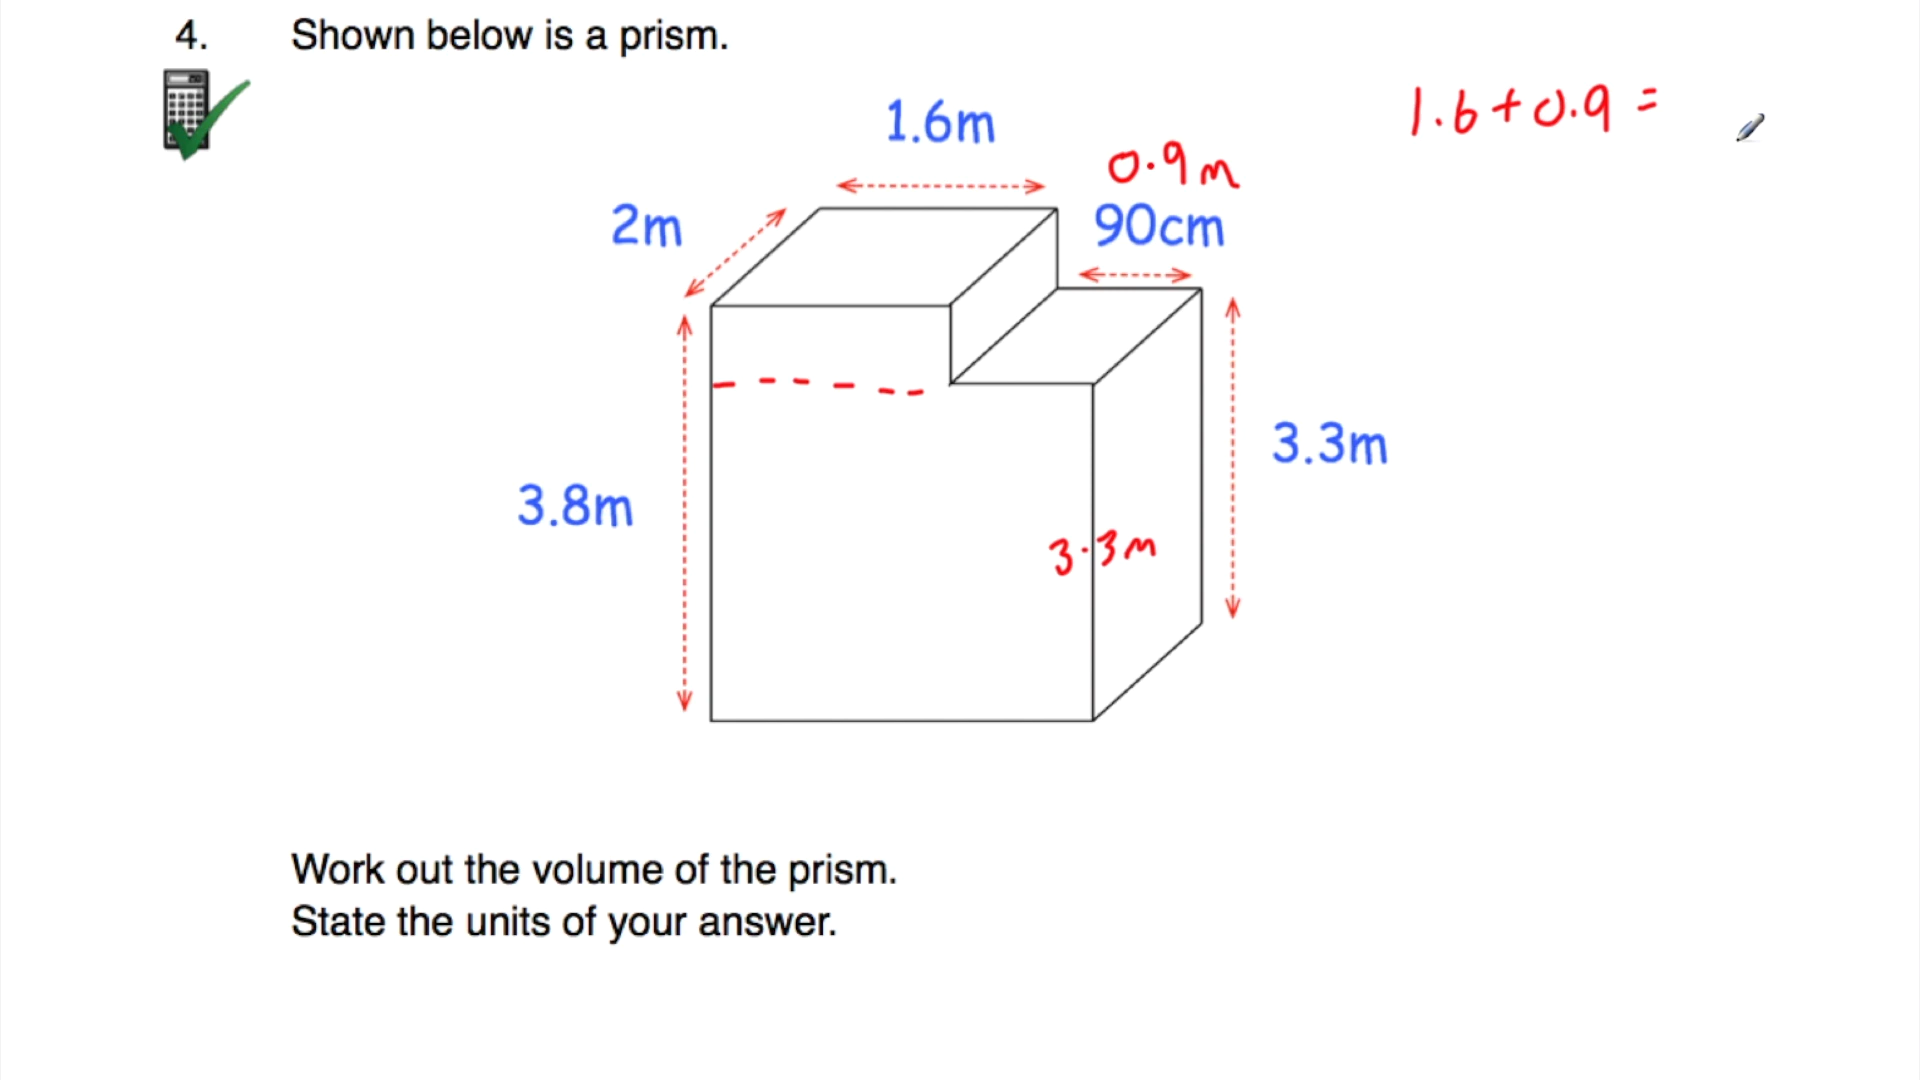 4. Shown below is a prism.
1.6m
1.6+0.9=
0.9m
2m
90cm
3.3m
3.8m
3.3m
Work out the volume of the prism.
State the units of your answer.